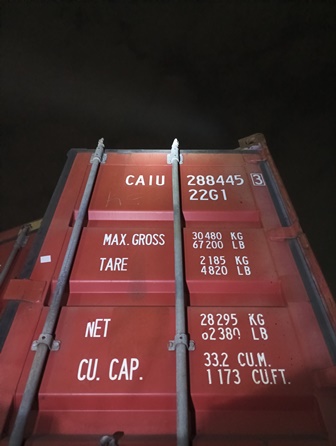 CAIU 288445 3
22G1
MAX. GROSS 30480 KG
67200 LB
TARE 2185 KG
4820 LB
NET 28295 KG
62380 LB
CU. CAP. 33.2 CU.M.
1173 CU.FT.